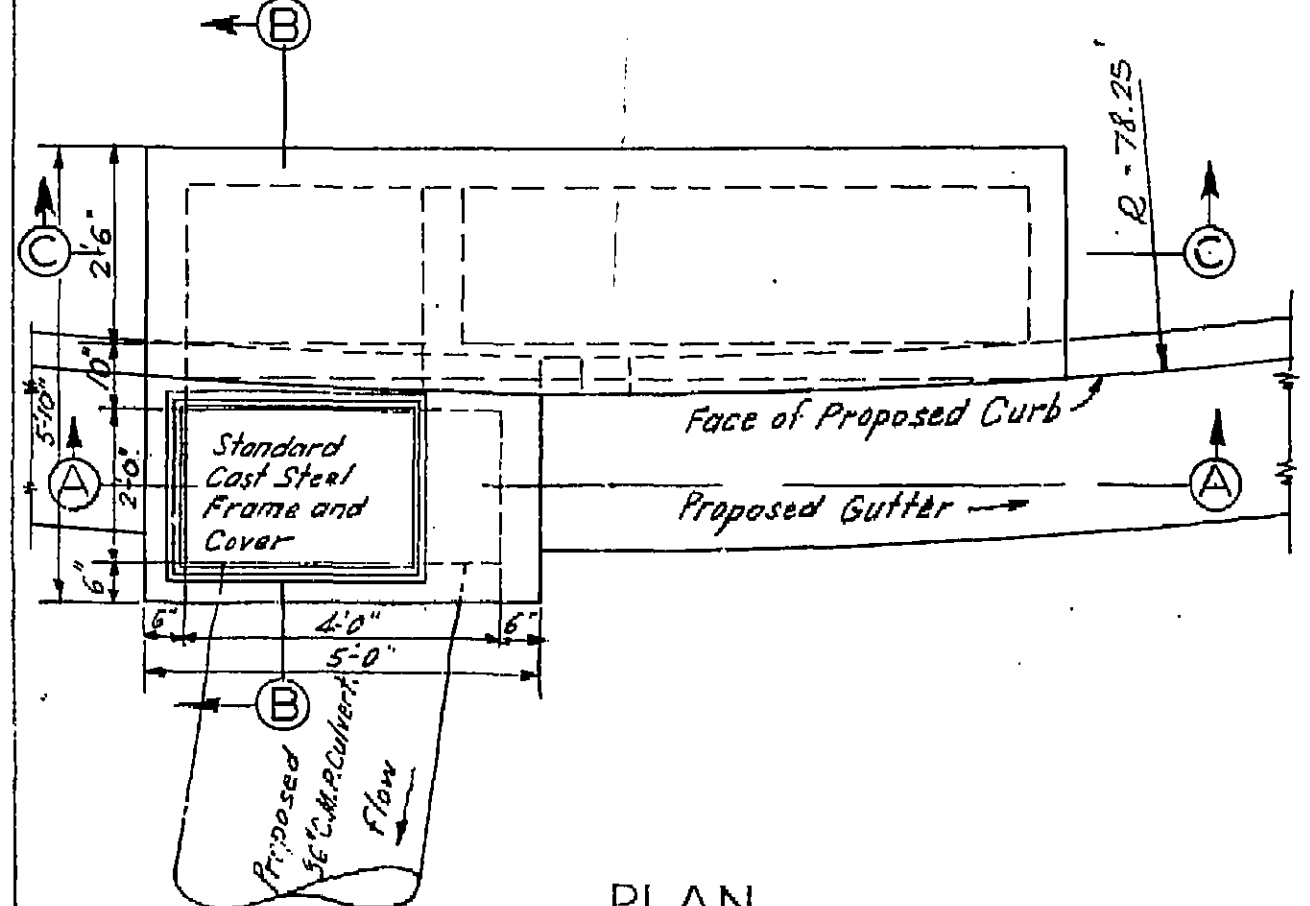 B
R - 78.25'
C
2'6"
C
10"
5'-10"
Face of Proposed Curb
Standard
Cast Steel
Frame and
Cover
A
2'-0"
A
Proposed Gutter
6"
6"
4'-0"
6"
5'-0"
B
Proposed
36" C.M.P. Culvert.
Flow
PLAN